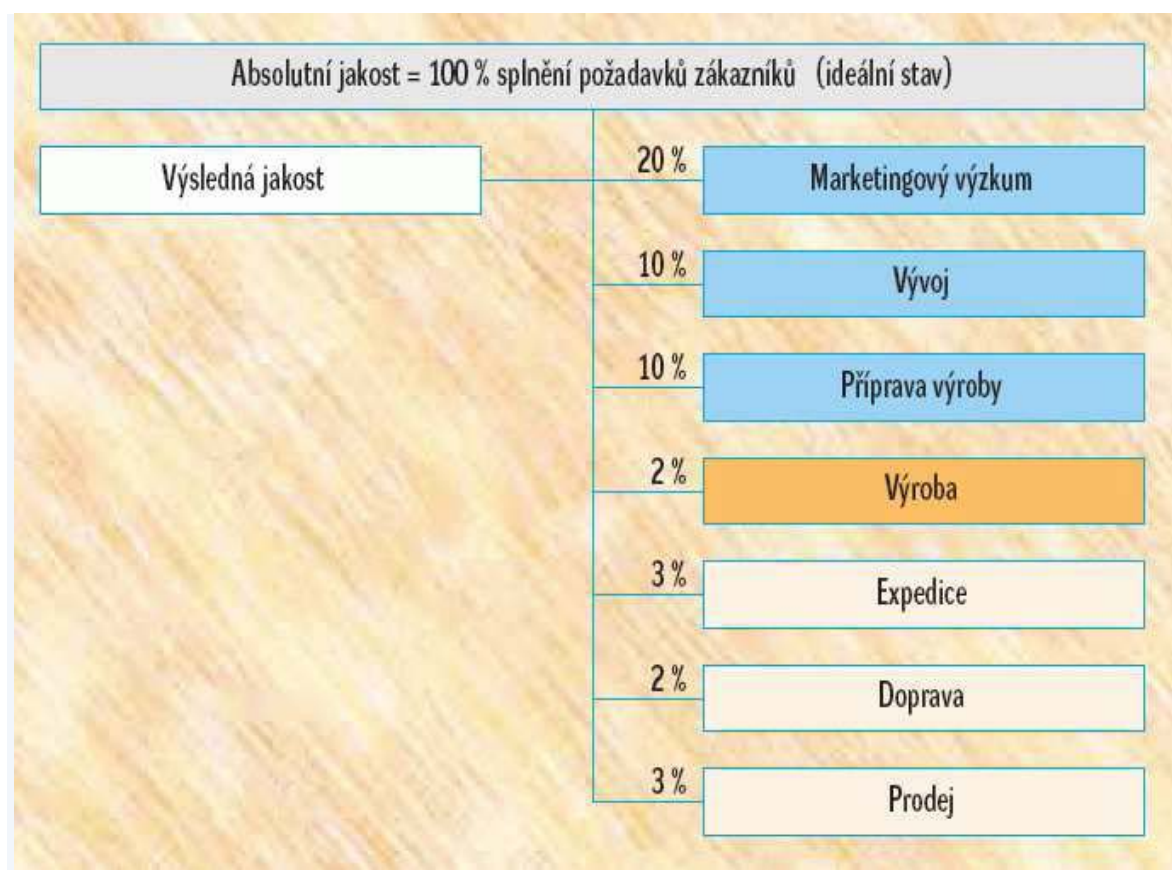 Absolutní jakost = 100 % splnění požadavků zákazníků (ideální stav)
Výsledná jakost
20 %
Marketingový výzkum
10 %
Vývoj
10 %
Příprava výroby
2 %
Výroba
3 %
Expedice
2 %
Doprava
3 %
Prodej